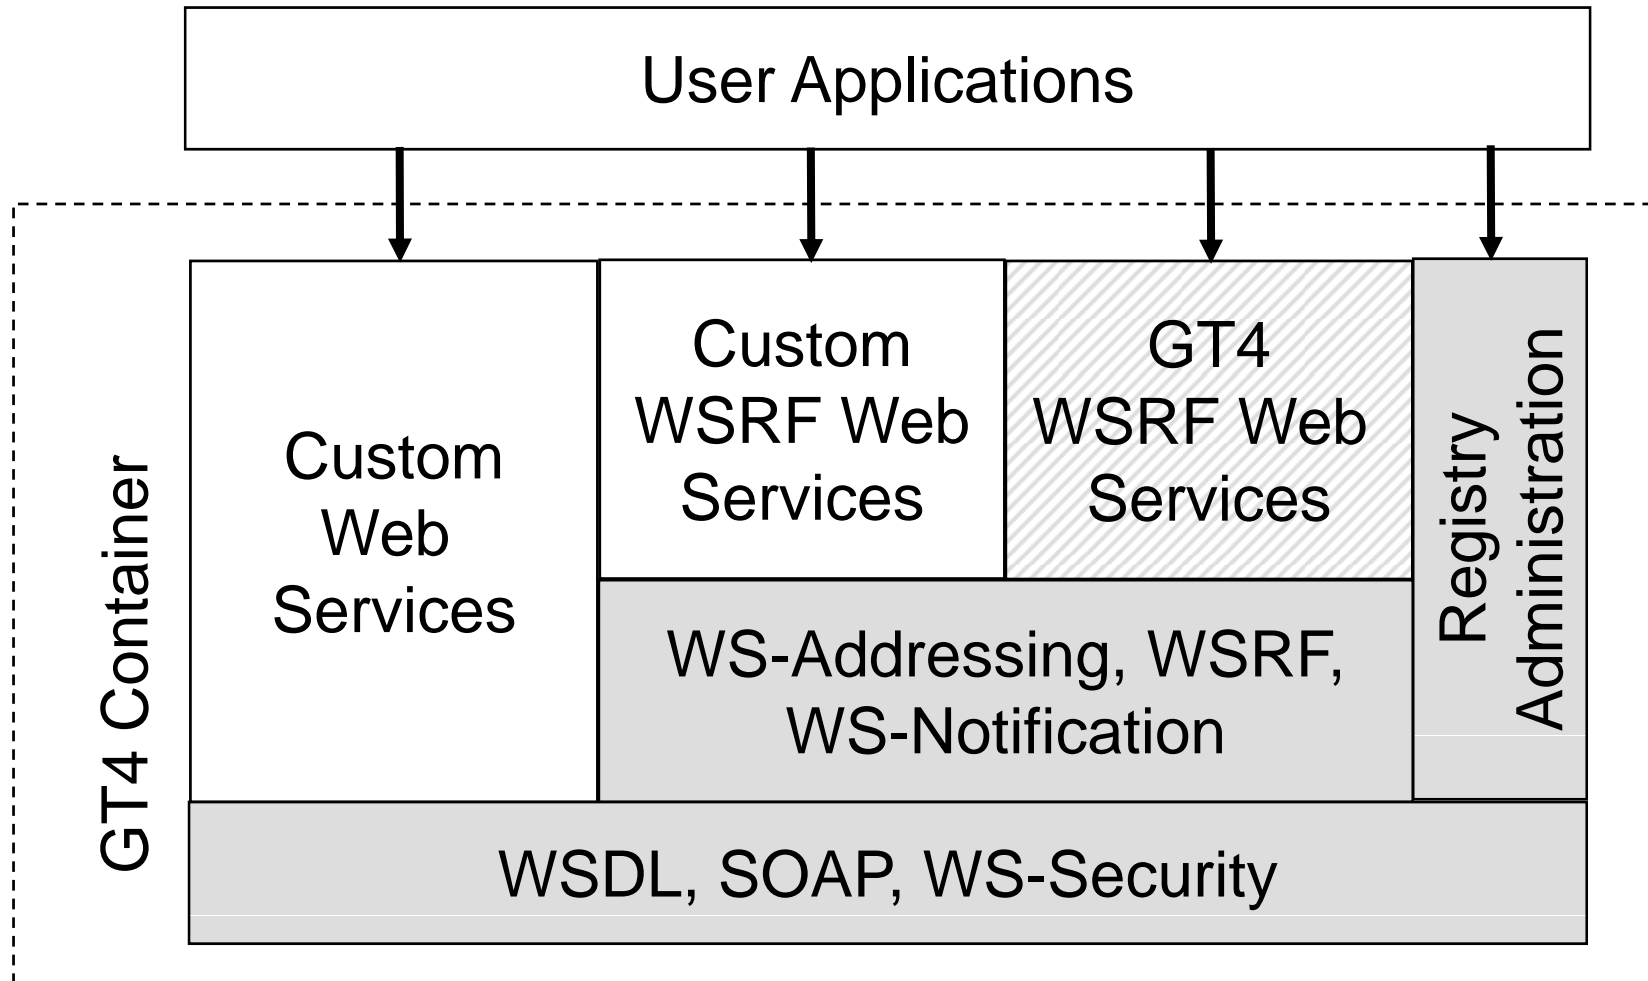 User Applications
GT4 Container
Custom
Web
Services
Custom
WSRF Web
Services
GT4
WSRF Web
Services
Registry
Administration
WS-Addressing, WSRF,
WS-Notification
WSDL, SOAP, WS-Security